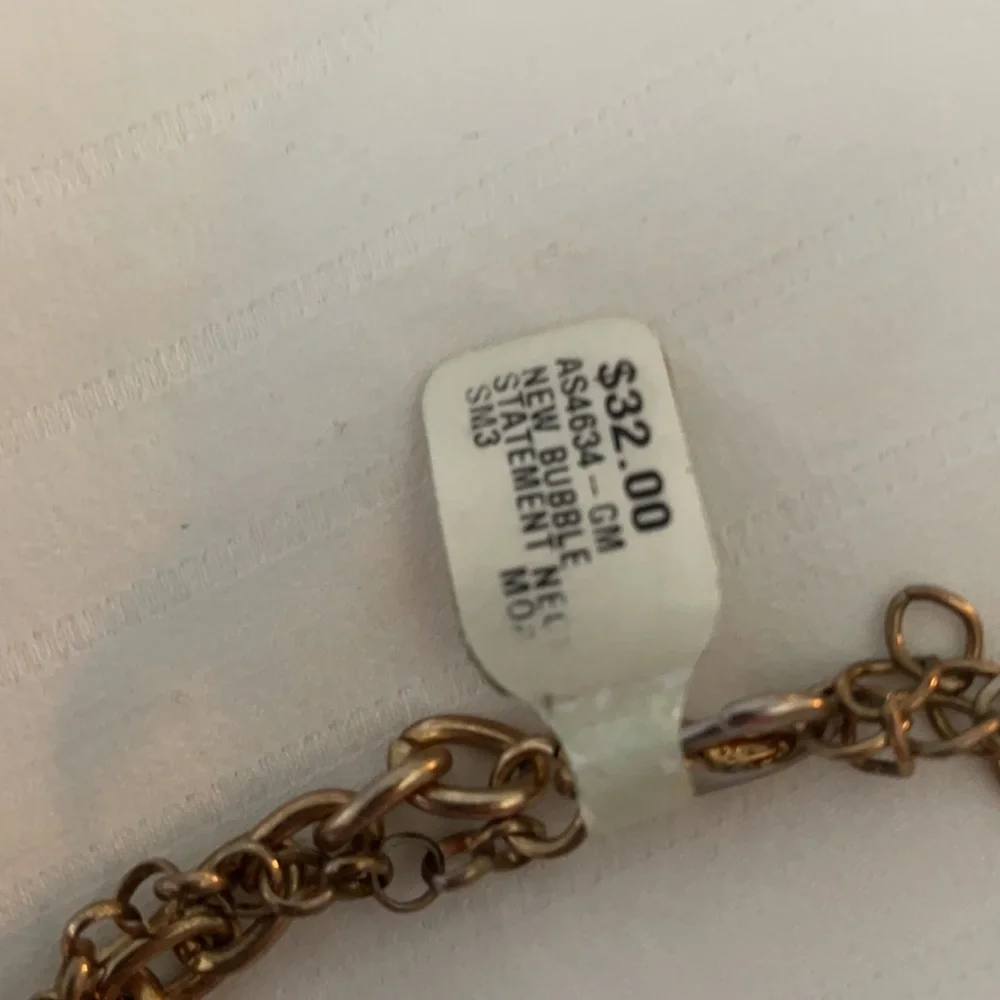 $32.00
AS4634-GM
NEW BUBBLE
STATEMENT
SM3